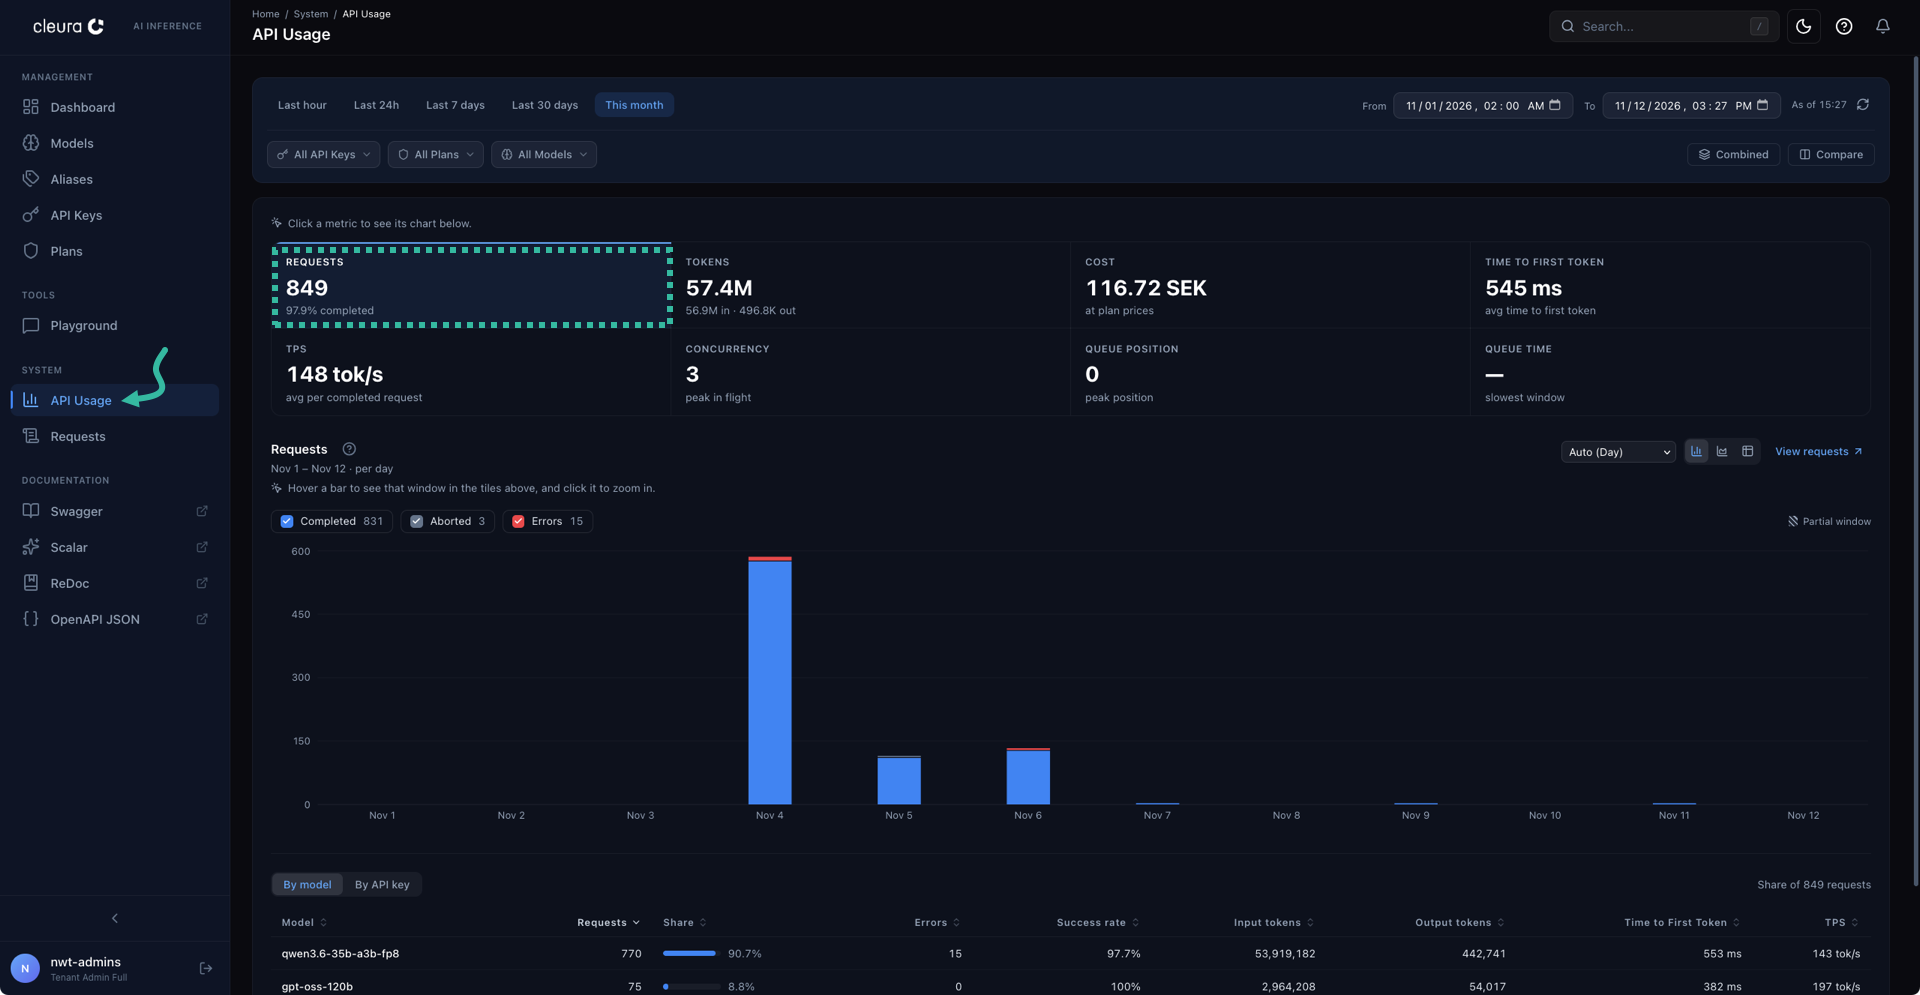 cleura
AI INFERENCE
MANAGEMENT
Dashboard
Models
Aliases
API Keys
Plans
TOOLS
Playground
SYSTEM
API Usage
Requests
DOCUMENTATION
Swagger
Scalar
ReDoc
OpenAPI JSON
N
nwt-admins
Tenant Admin Full
Home / System / API Usage
API Usage
Search... /
Last hour Last 24h Last 7 days Last 30 days This month
From 11/01/2026, 02:00 AM To 11/12/2026, 03:27 PM As of 15:27
All API Keys All Plans All Models Combined Compare
Click a metric to see its chart below.
REQUESTS
849
97.9% completed
TOKENS
57.4M
56.9M in · 496.8K out
COST
116.72 SEK
at plan prices
TIME TO FIRST TOKEN
545 ms
avg time to first token
TPS
148 tok/s
avg per completed request
CONCURRENCY
3
peak in flight
QUEUE POSITION
0
peak position
QUEUE TIME
—
slowest window
Requests
Auto (Day) View requests
Nov 1 – Nov 12 · per day
Hover a bar to see that window in the tiles above, and click it to zoom in.
Completed 831 Aborted 3 Errors 15 Partial window
600
450
300
150
0
Nov 1 Nov 2 Nov 3 Nov 4 Nov 5 Nov 6 Nov 7 Nov 8 Nov 9 Nov 10 Nov 11 Nov 12
By model By API key Share of 849 requests
Model Requests Share Errors Success rate Input tokens Output tokens Time to First Token TPS
qwen3.6-35b-a3b-fp8 770 90.7% 15 97.7% 53,919,182 442,741 553 ms 143 tok/s
gpt-oss-120b 75 8.8% 0 100% 2,964,208 54,017 382 ms 197 tok/s